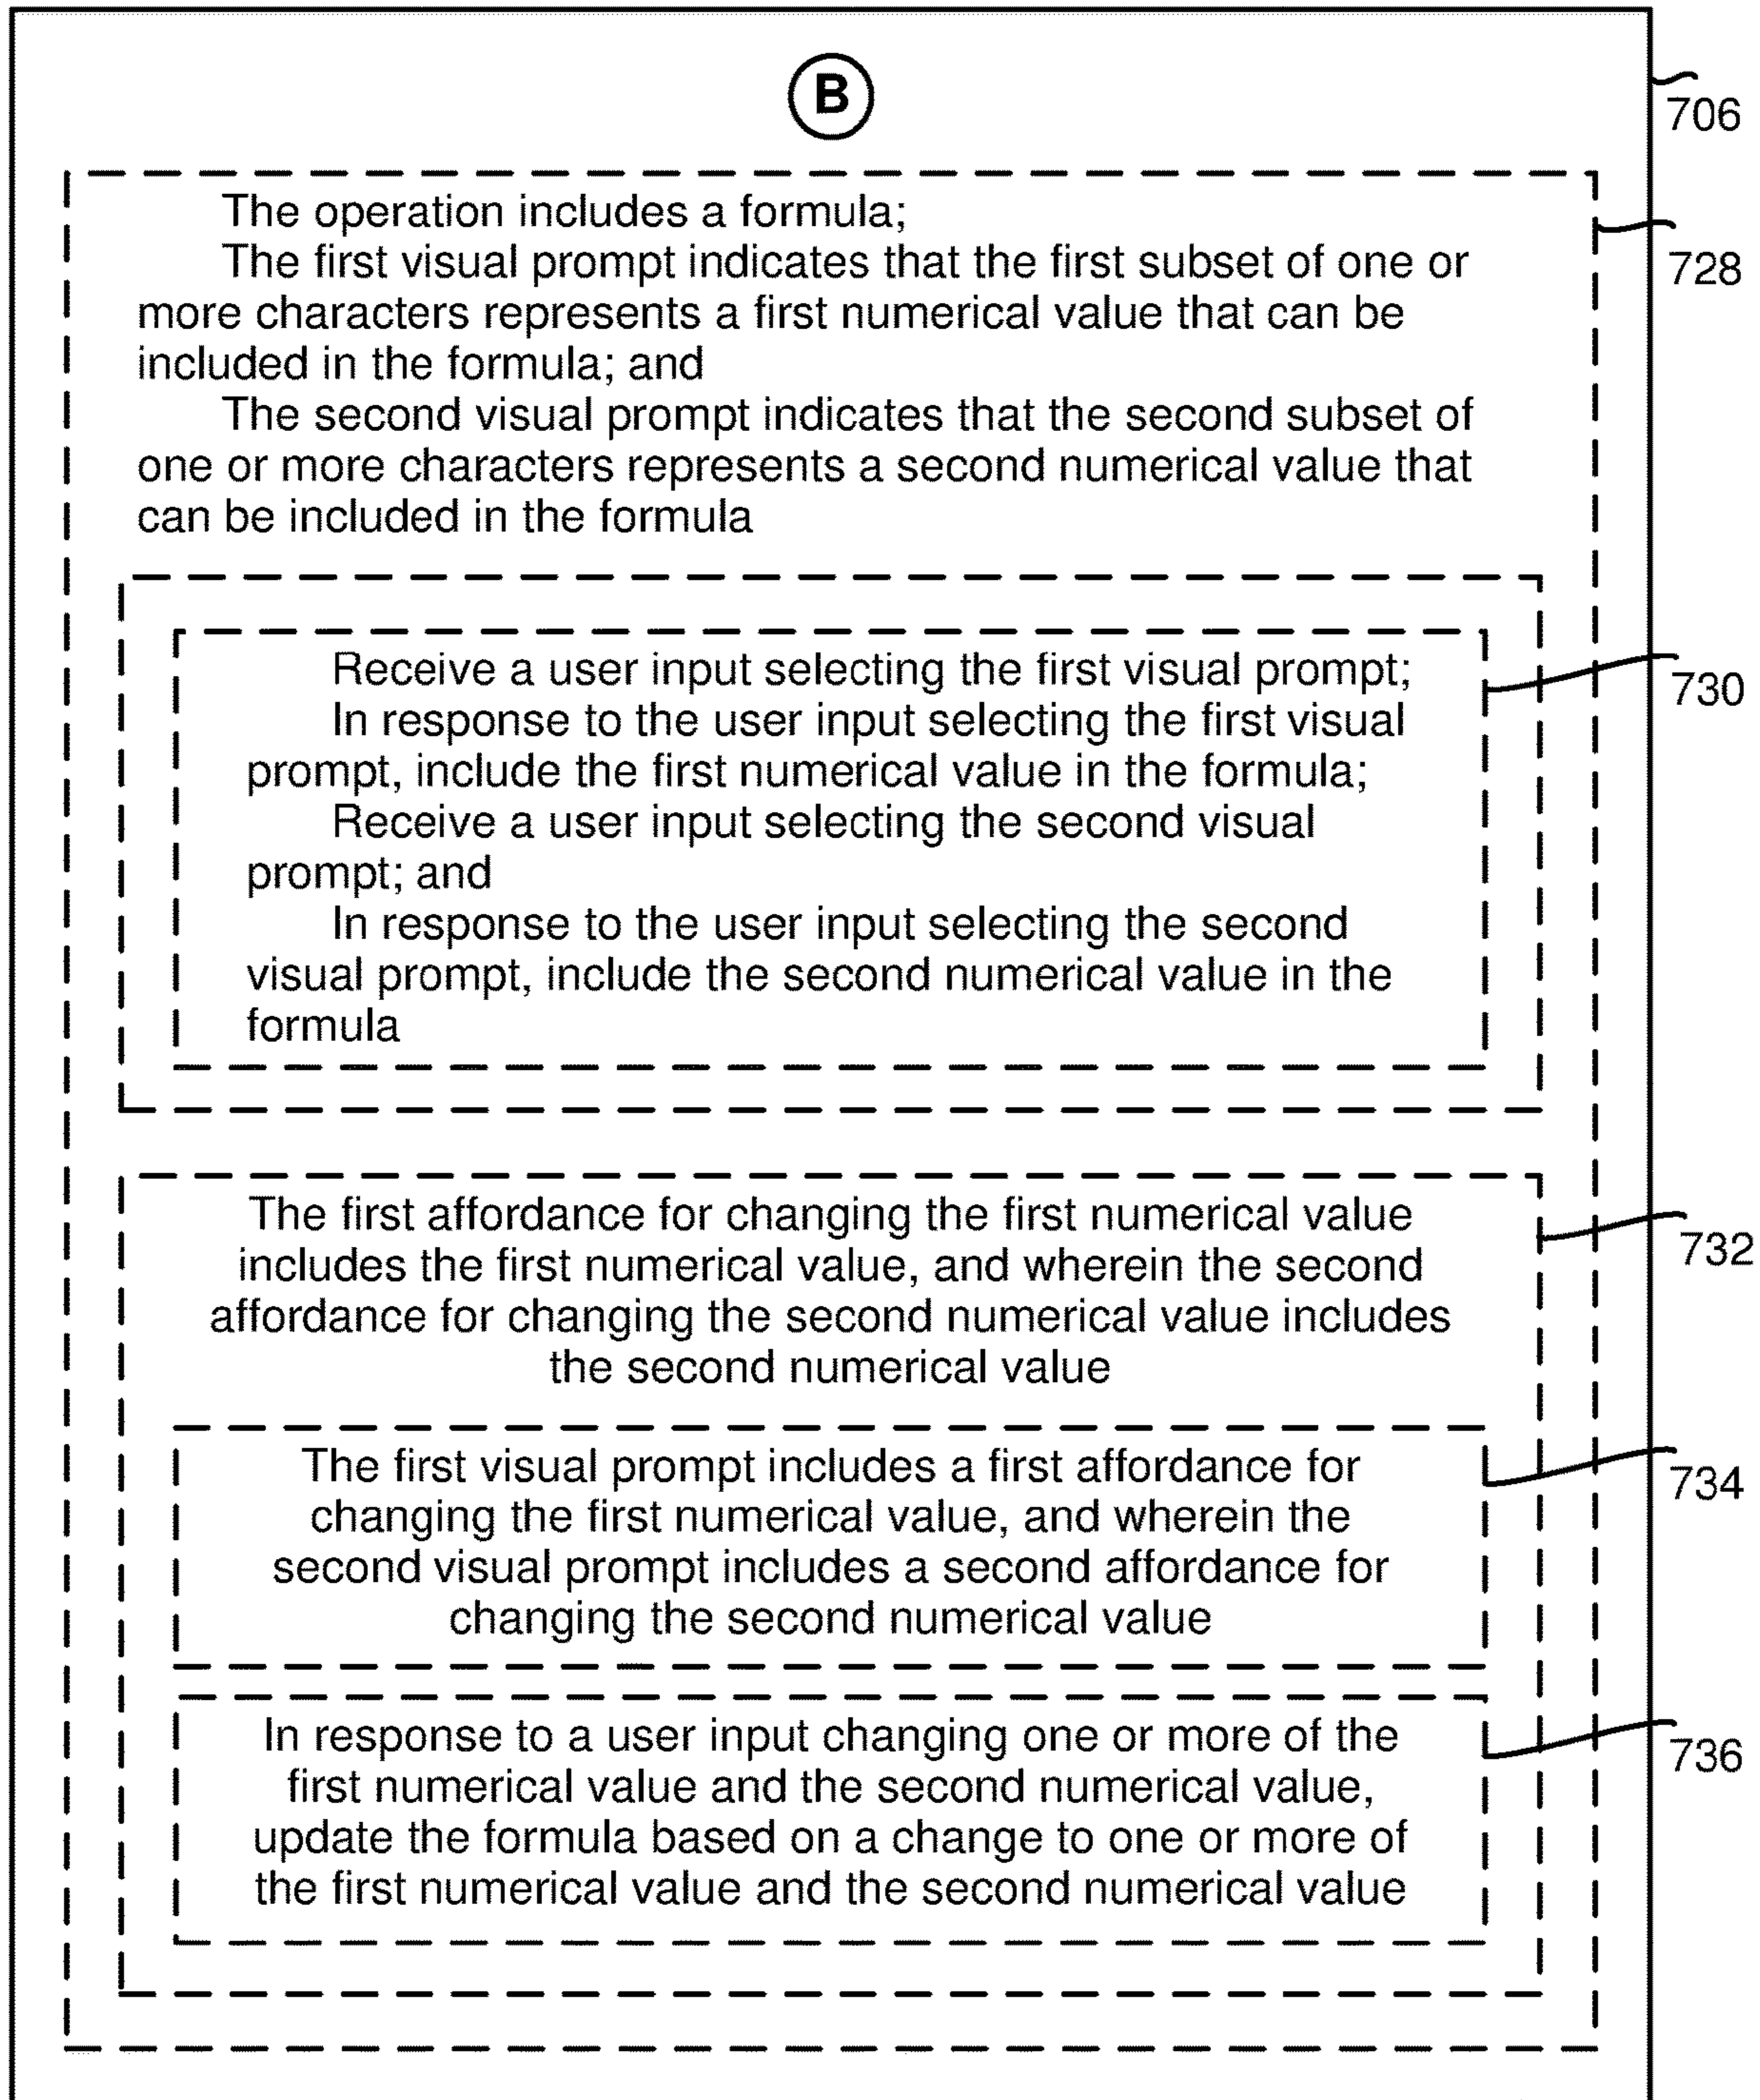 B
706
The operation includes a formula;
The first visual prompt indicates that the first subset of one or
more characters represents a first numerical value that can be
included in the formula; and
The second visual prompt indicates that the second subset of
one or more characters represents a second numerical value that
can be included in the formula
728
Receive a user input selecting the first visual prompt;
In response to the user input selecting the first visual
prompt, include the first numerical value in the formula;
Receive a user input selecting the second visual
prompt; and
In response to the user input selecting the second
visual prompt, include the second numerical value in the
formula
730
The first affordance for changing the first numerical value
includes the first numerical value, and wherein the second
affordance for changing the second numerical value includes
the second numerical value
732
The first visual prompt includes a first affordance for
changing the first numerical value, and wherein the
second visual prompt includes a second affordance for
changing the second numerical value
734
In response to a user input changing one or more of the
first numerical value and the second numerical value,
update the formula based on a change to one or more of
the first numerical value and the second numerical value
736